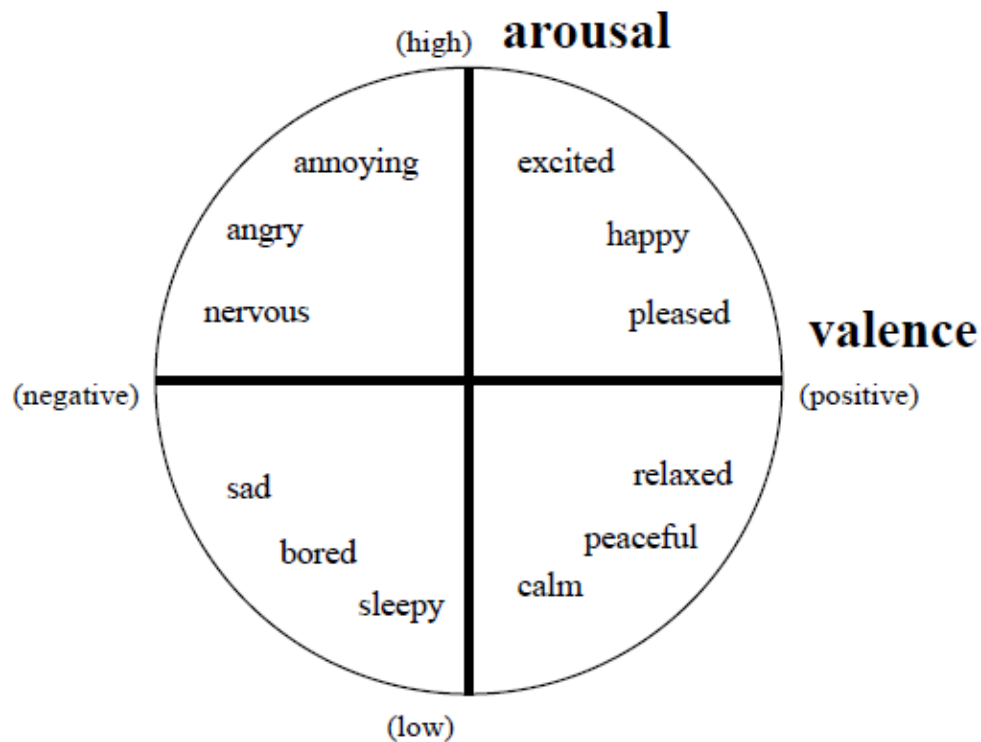 (high) arousal
annoying excited
angry happy
nervous pleased
valence
(negative) (positive)
sad relaxed
bored peaceful
sleepy calm
(low)